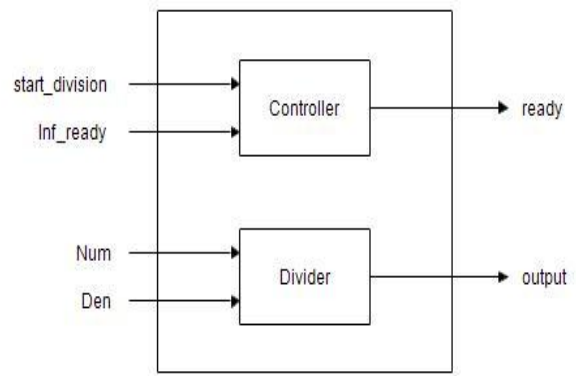 start_division
Inf_ready
Controller
ready
Num
Den
Divider
output